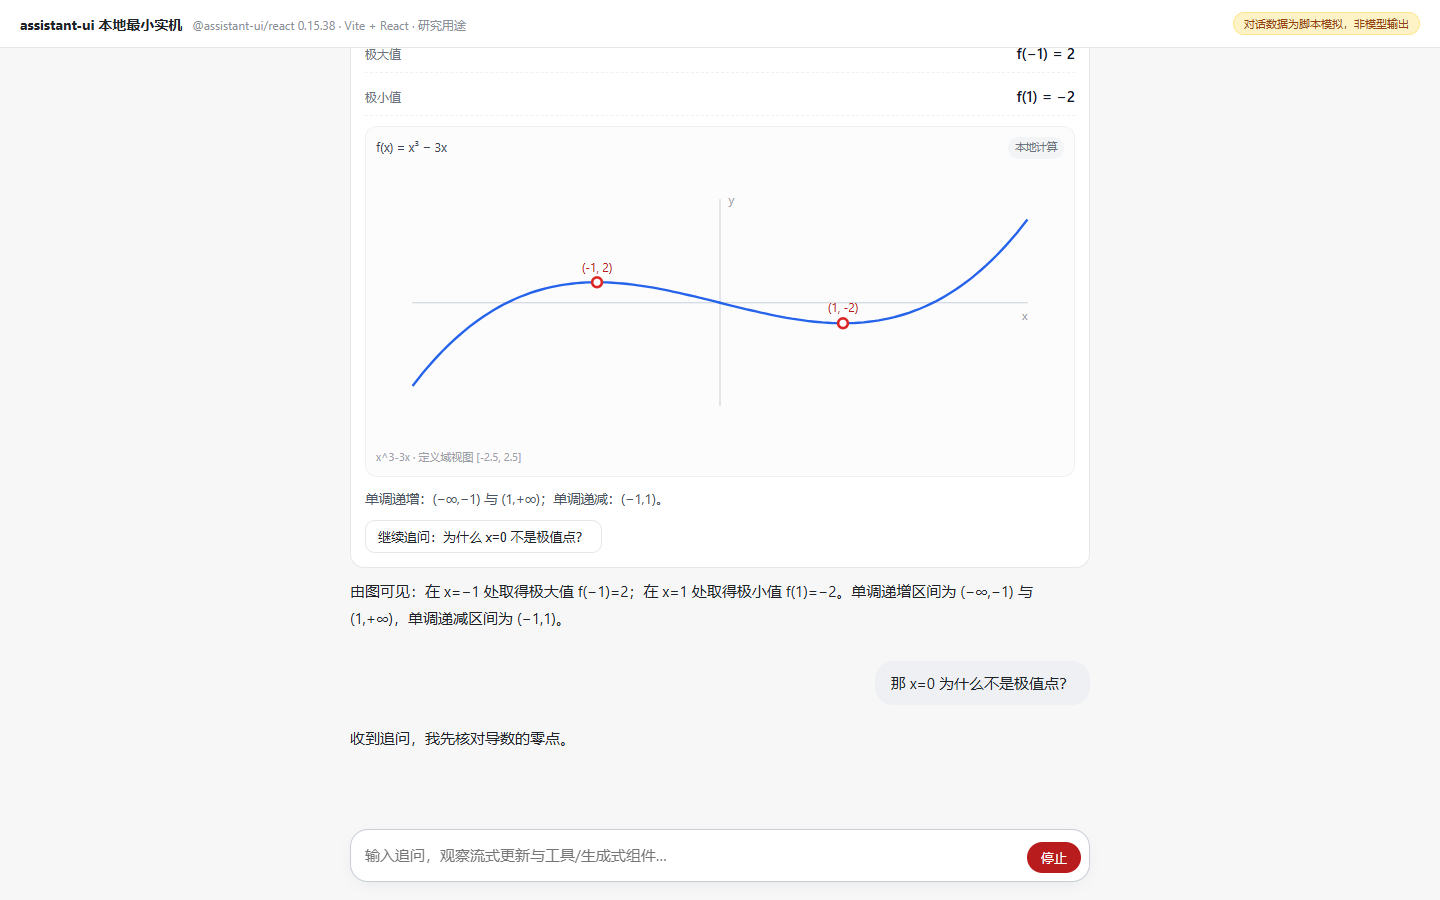 assistant-ui 本地最小实机 @assistant-ui/react 0.15.38 · Vite + React · 研究用途
对话数据为脚本模拟，非模型输出
极大值 f(−1) = 2
极小值 f(1) = −2
f(x) = x³ − 3x 本地计算
y
(-1, 2)
(1, -2)
x
x^3-3x · 定义域视图 [-2.5, 2.5]
单调递增：(−∞,−1) 与 (1,+∞)；单调递减：(−1,1)。
继续追问：为什么 x=0 不是极值点？
由图可见：在 x=−1 处取得极大值 f(−1)=2；在 x=1 处取得极小值 f(1)=−2。单调递增区间为 (−∞,−1) 与
(1,+∞)，单调递减区间为 (−1,1)。
那 x=0 为什么不是极值点？
收到追问，我先核对导数的零点。
输入追问，观察流式更新与工具/生成式组件...
停止